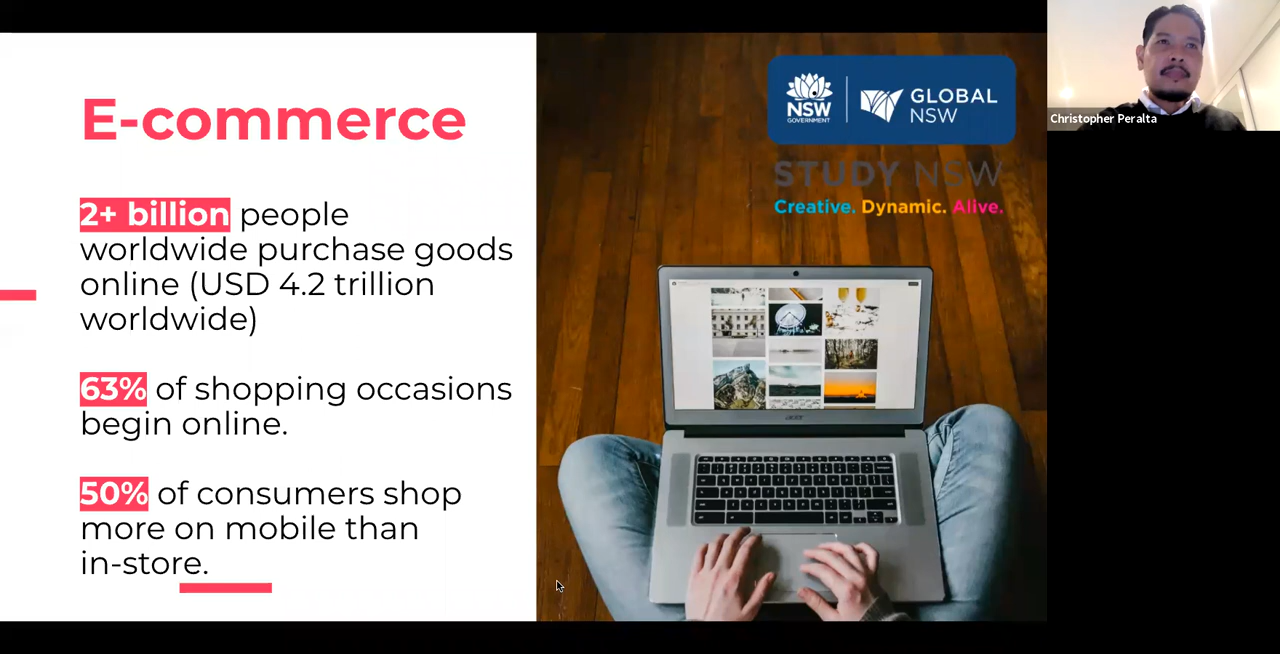 E-commerce
2+ billion people
worldwide purchase goods
online (USD 4.2 trillion
worldwide)
63% of shopping occasions
begin online.
50% of consumers shop
more on mobile than
in-store.
NSW
GOVERNMENT
GLOBAL
NSW
STUDY NSW
Creative. Dynamic. Alive.
acer
Christopher Peralta